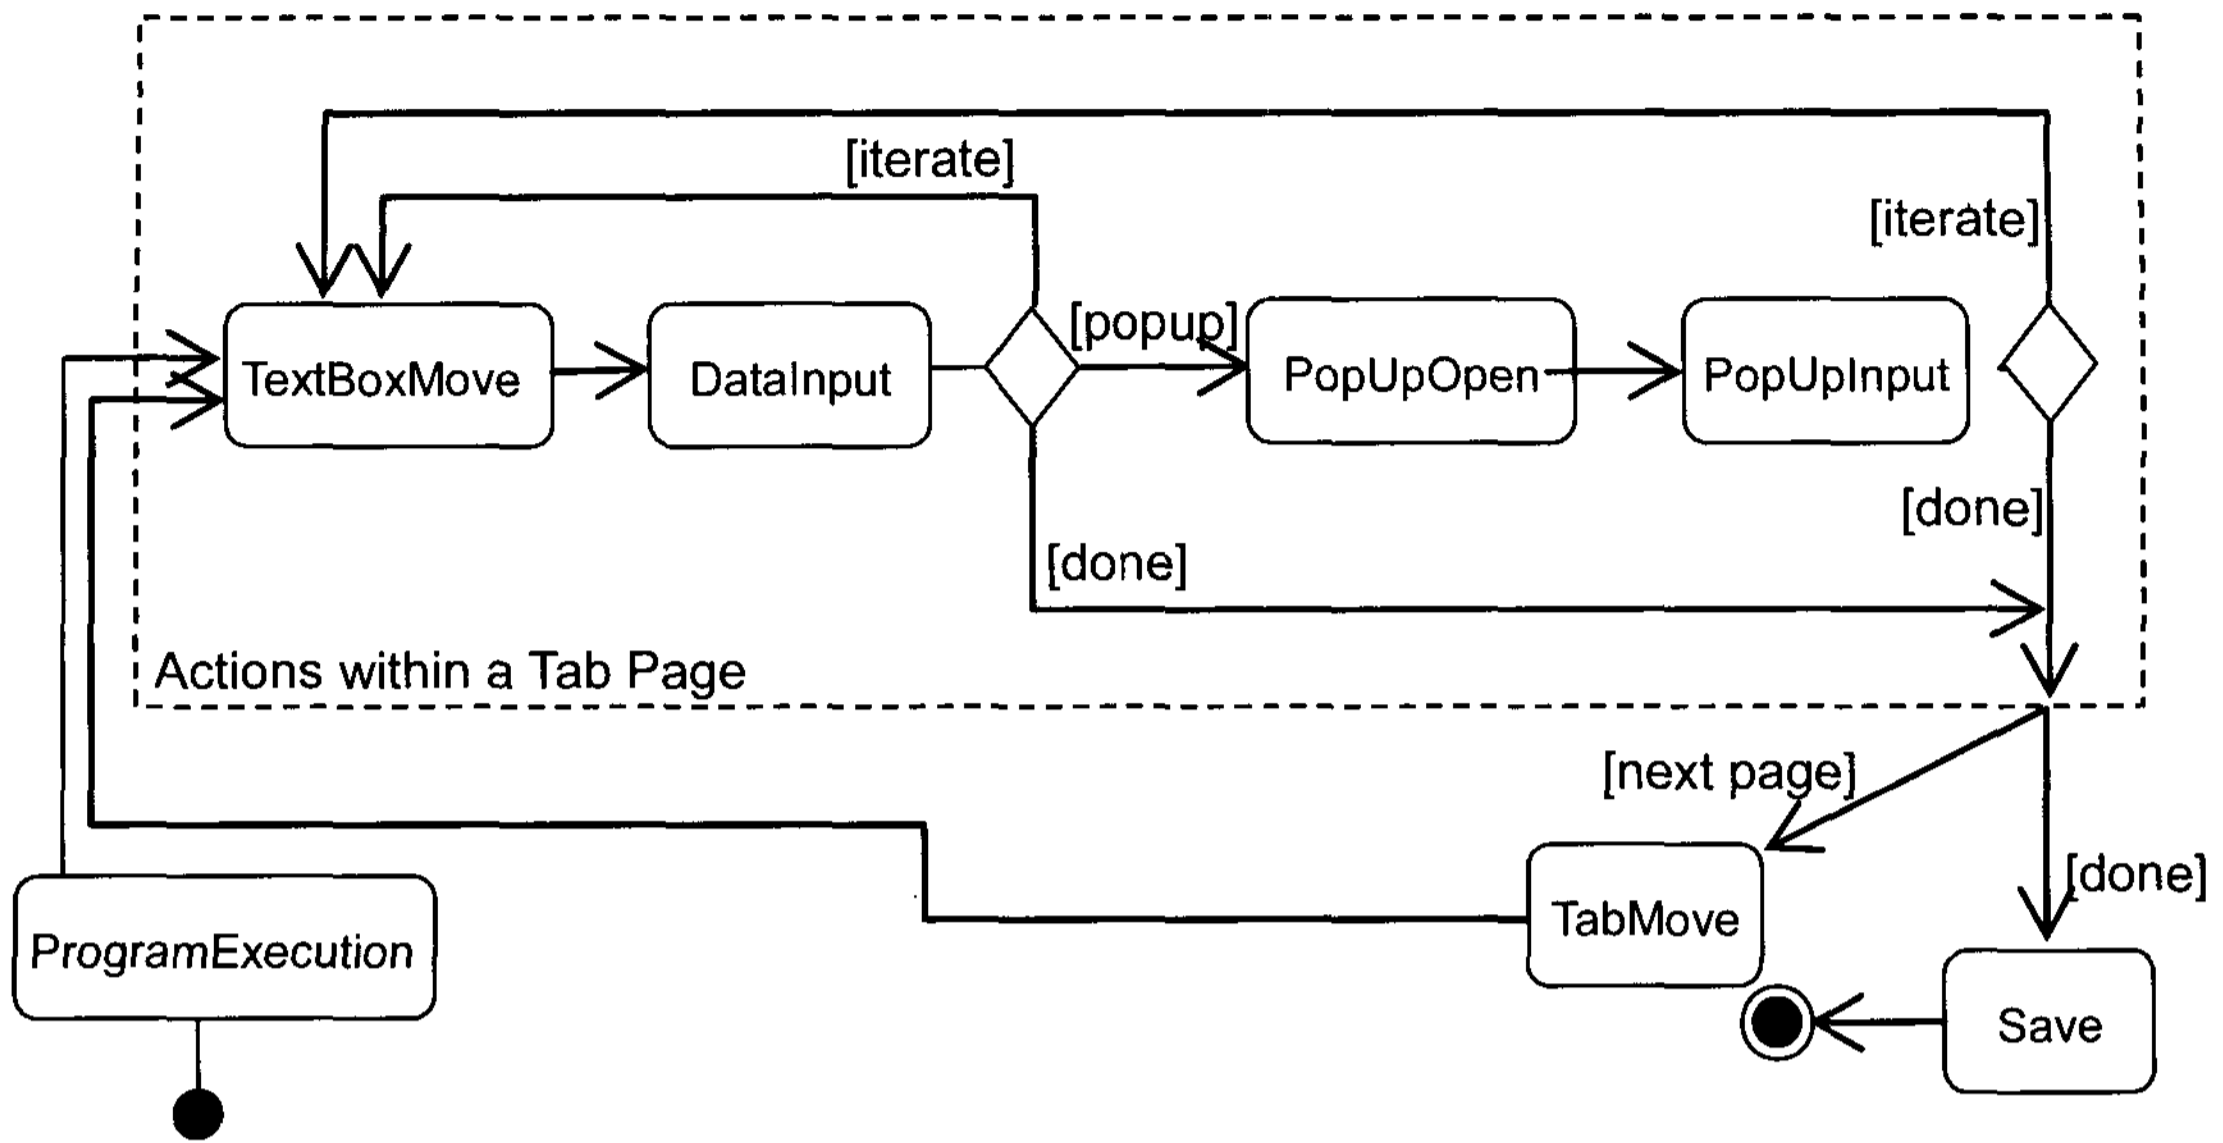 [iterate]
[iterate]
[popup]
TextBoxMove
DataInput
PopUpOpen
PopUpInput
[done]
[done]
Actions within a Tab Page
[next page]
[done]
TabMove
ProgramExecution
Save